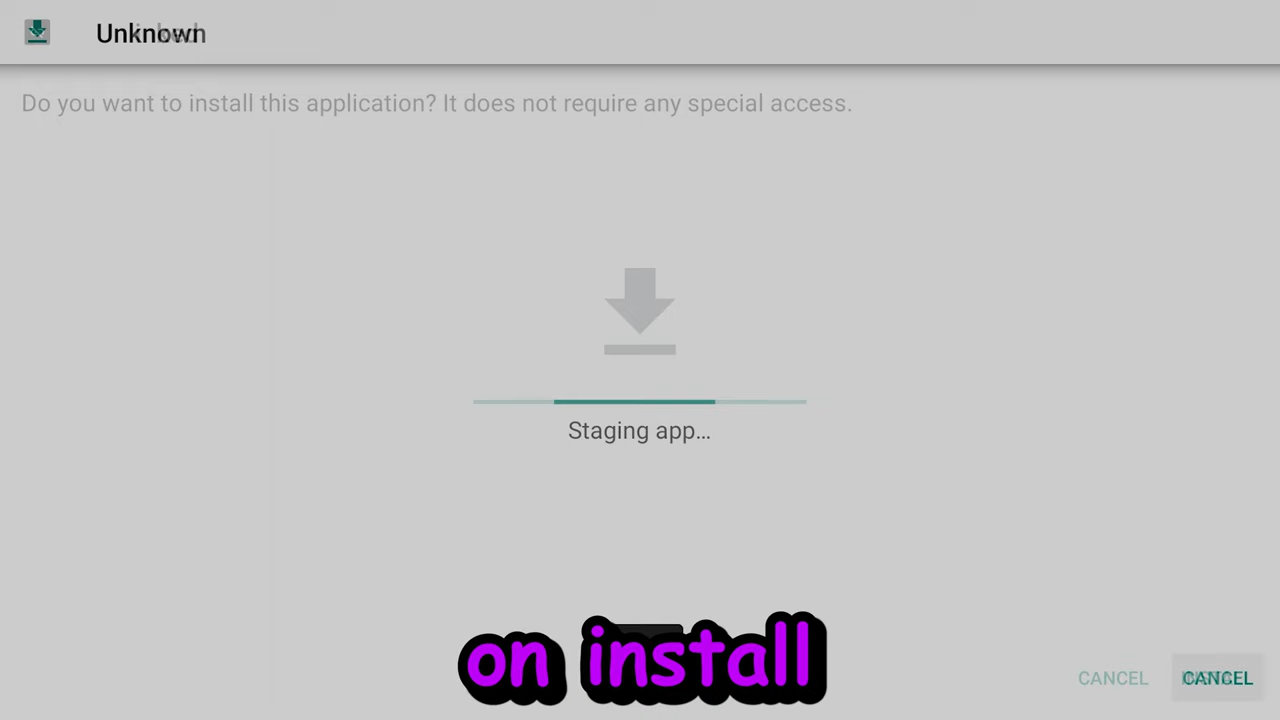 Unknown
Do you want to install this application? It does not require any special access.
Staging app…
on install
CANCEL
CANCEL